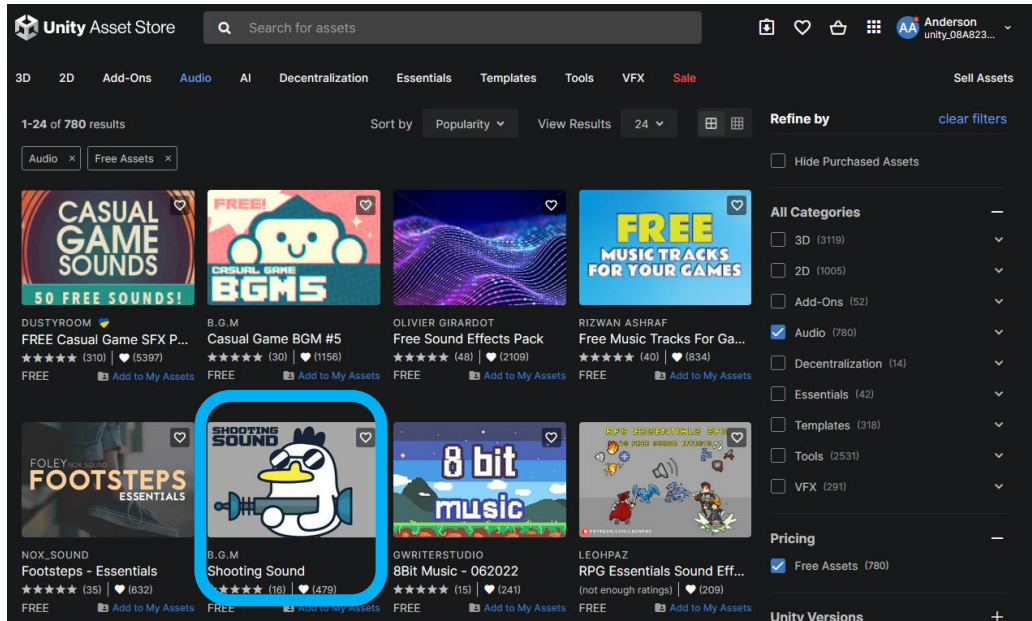 Unity Asset Store
Search for assets
AA
Anderson
unity_08A823...
3D 2D Add-Ons Audio AI Decentralization Essentials Templates Tools VFX Sale Sell Assets
1-24 of 780 results
Sort by Popularity View Results 24
Audio × Free Assets ×
CASUAL
GAME
SOUNDS
50 FREE SOUNDS!
DUSTYROOM
FREE Casual Game SFX P...
★★★★★ (310) | ♥ (5397)
FREE Add to My Assets
FREE!
CASUAL GAME
BGM5
B.G.M
Casual Game BGM #5
★★★★★ (30) | ♥ (1156)
FREE Add to My Assets
OLIVIER GIRARDOT
Free Sound Effects Pack
★★★★★ (48) | ♥ (2109)
FREE Add to My Assets
FREE
MUSIC TRACKS
FOR YOUR GAMES
RIZWAN ASHRAF
Free Music Tracks For Ga...
★★★★★ (40) | ♥ (834)
FREE Add to My Assets
FOLEY NOX SOUND
FOOTSTEPS
ESSENTIALS
NOX_SOUND
Footsteps - Essentials
★★★★★ (35) | ♥ (632)
FREE Add to My Assets
SHOOTING
SOUND
B.G.M
Shooting Sound
★★★★★ (16) | ♥ (479)
FREE Add to My Assets
8 bit
music
GWRITERSTUDIO
8Bit Music - 062022
★★★★★ (15) | ♥ (241)
FREE Add to My Assets
RPG ESSENTIALS SFX
50 FREE SOUND EFFECTS!
PATREON.COM/LEOHPAZ
LEOHPAZ
RPG Essentials Sound Eff...
(not enough ratings) | ♥ (209)
FREE Add to My Assets
Refine by clear filters
Hide Purchased Assets
All Categories
3D (3119)
2D (1005)
Add-Ons (52)
Audio (780)
Decentralization (14)
Essentials (42)
Templates (318)
Tools (2531)
VFX (291)
Pricing
Free Assets (780)
Unity Versions